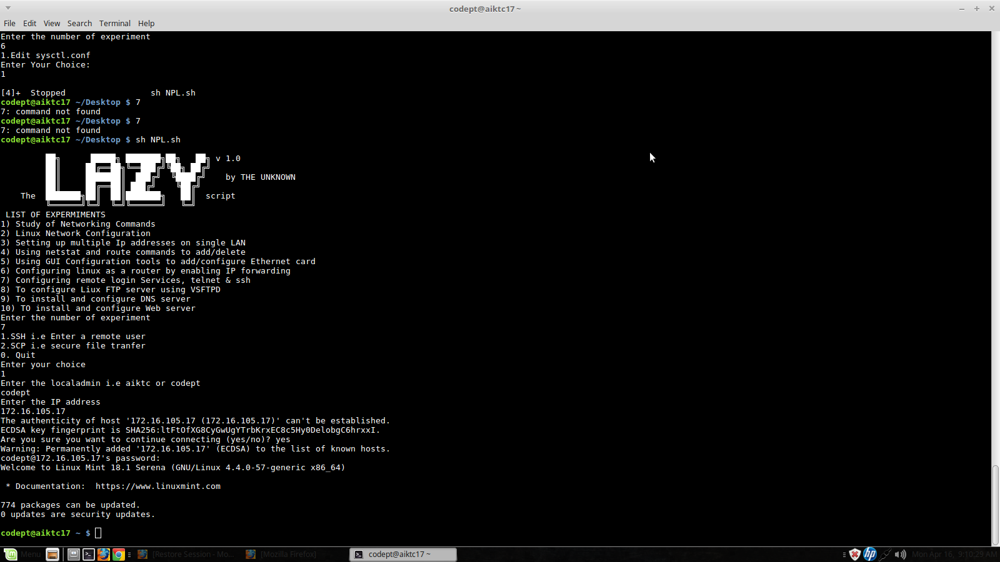 codept@aiktc17 ~
File Edit View Search Terminal Help
Enter the number of experiment
6
1.Edit sysctl.conf
Enter Your Choice:
1
[4]+  Stopped                 sh NPL.sh
codept@aiktc17 ~/Desktop $ 7
7: command not found
codept@aiktc17 ~/Desktop $ 7
7: command not found
codept@aiktc17 ~/Desktop $ sh NPL.sh
LAZY v 1.0
by THE UNKNOWN
The script
LIST OF EXPERMIMENTS
1) Study of Networking Commands
2) Linux Network Configuration
3) Setting up multiple Ip addresses on single LAN
4) Using netstat and route commands to add/delete
5) Using GUI Configuration tools to add/configure Ethernet card
6) Configuring linux as a router by enabling IP forwarding
7) Configuring remote login Services, telnet & ssh
8) To configure Liux FTP server using VSFTPD
9) To install and configure DNS server
10) TO install and configure Web server
Enter the number of experiment
7
1.SSH i.e Enter a remote user
2.SCP i.e secure file tranfer
0. Quit
Enter your choice
1
Enter the localadmin i.e aiktc or codept
codept
Enter the IP address
172.16.105.17
The authenticity of host '172.16.105.17 (172.16.105.17)' can't be established.
ECDSA key fingerprint is SHA256:ltFtOfXG8CyGwUgYTrbKrxEC8c5Hy0DelobgC6hrxxI.
Are you sure you want to continue connecting (yes/no)? yes
Warning: Permanently added '172.16.105.17' (ECDSA) to the list of known hosts.
codept@172.16.105.17's password:
Welcome to Linux Mint 18.1 Serena (GNU/Linux 4.4.0-57-generic x86_64)
* Documentation:  https://www.linuxmint.com
774 packages can be updated.
0 updates are security updates.
codept@aiktc17 ~ $
Menu [Restore Session - Mo... [Mozilla Firefox] codept@aiktc17 ~ hp Mon Apr 16, 9:10:29 AM